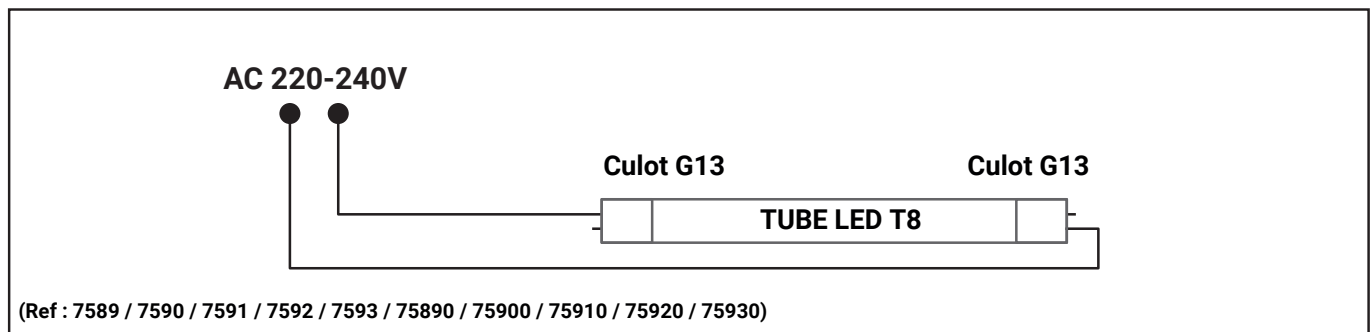 AC 220-240V
Culot G13 Culot G13
TUBE LED T8
(Ref : 7589 / 7590 / 7591 / 7592 / 7593 / 75890 / 75900 / 75910 / 75920 / 75930)